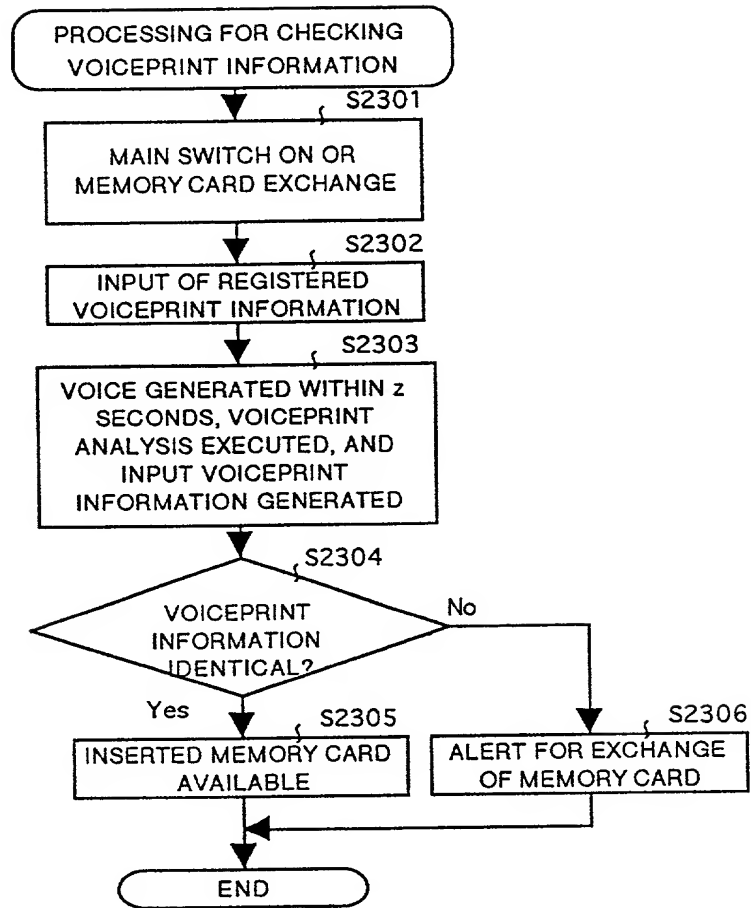 PROCESSING FOR CHECKING
VOICEPRINT INFORMATION
S2301
MAIN SWITCH ON OR
MEMORY CARD EXCHANGE
S2302
INPUT OF REGISTERED
VOICEPRINT INFORMATION
S2303
VOICE GENERATED WITHIN z
SECONDS, VOICEPRINT
ANALYSIS EXECUTED, AND
INPUT VOICEPRINT
INFORMATION GENERATED
S2304
VOICEPRINT
INFORMATION
IDENTICAL?
No
Yes
S2305
INSERTED MEMORY CARD
AVAILABLE
S2306
ALERT FOR EXCHANGE
OF MEMORY CARD
END